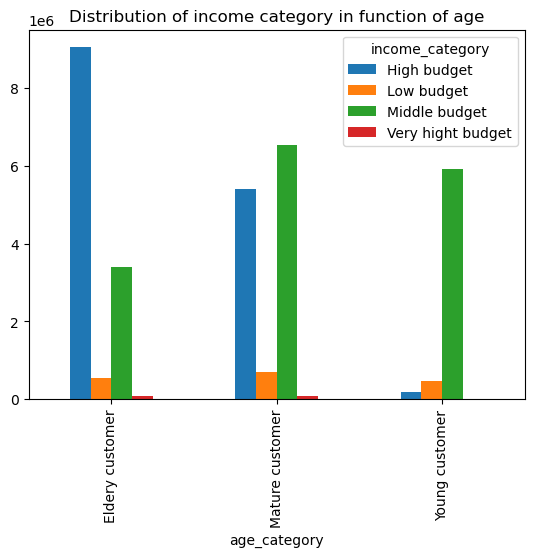 Distribution of income category in function of age
1e6
income_category
High budget
Low budget
Middle budget
Very hight budget
8
6
4
2
0
Eldery customer
Mature customer
Young customer
age_category